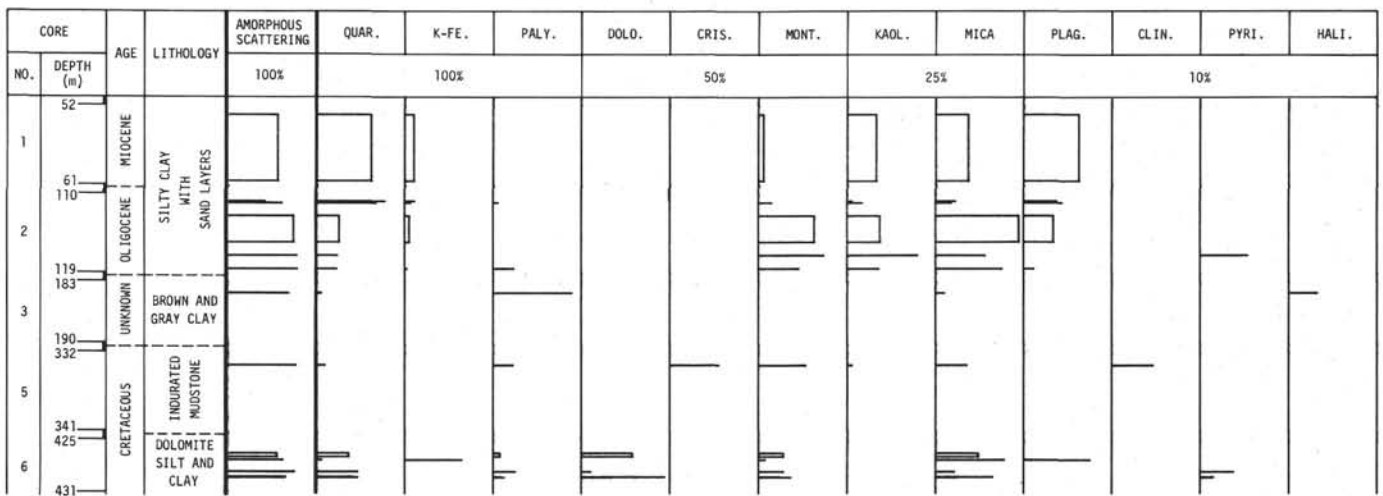 CORE
AGE
LITHOLOGY
AMORPHOUS
SCATTERING
QUAR.
K-FE.
PALY.
DOLO.
CRIS.
MONT.
KAOL.
MICA
PLAG.
CLIN.
PYRI.
HALI.
NO.
DEPTH
(m)
100%
100%
50%
25%
10%
52
1
61
MIOCENE
SILTY CLAY
WITH
SAND LAYERS
110
2
119
OLIGOCENE
183
3
190
UNKNOWN
BROWN AND
GRAY CLAY
332
5
341
CRETACEOUS
INDURATED
MUDSTONE
425
6
431
DOLOMITE
SILT AND
CLAY